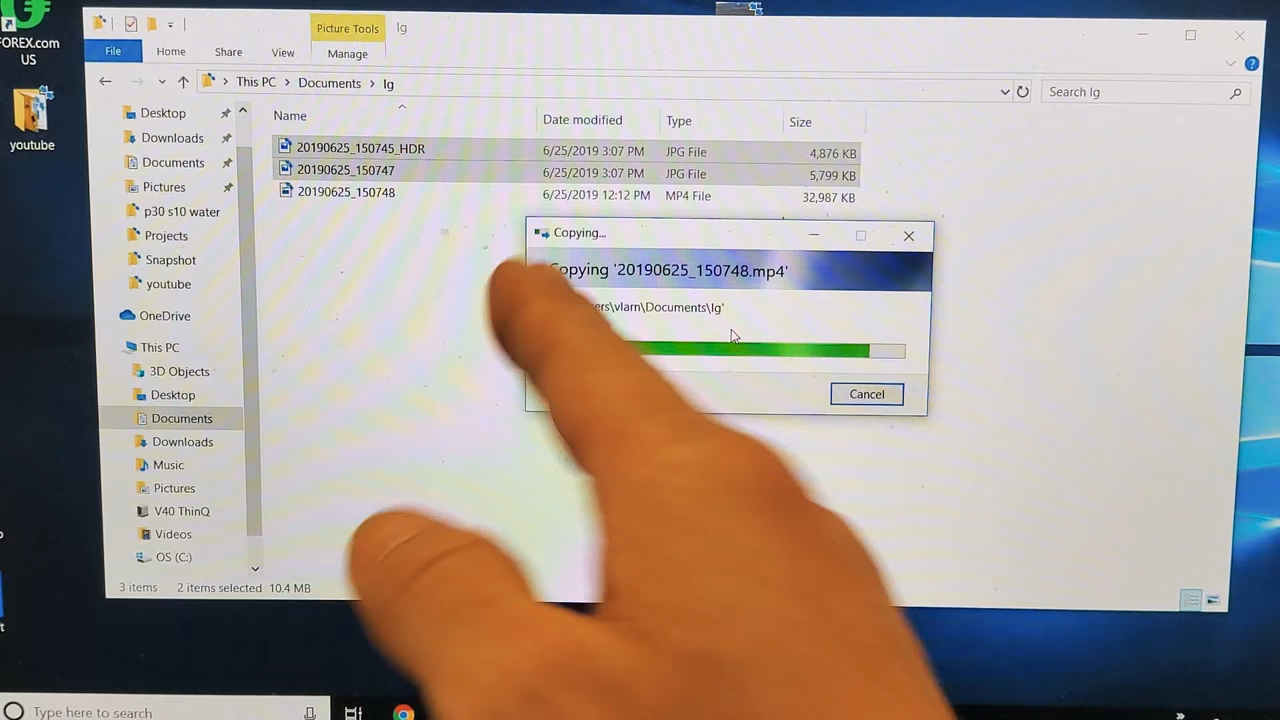 FOREX.com
US
youtube
Picture Tools
lg
File
Home
Share
View
Manage
This PC
Documents
lg
Search lg
Desktop
Downloads
Documents
Pictures
p30 s10 water
Projects
Snapshot
youtube
OneDrive
This PC
3D Objects
Desktop
Documents
Downloads
Music
Pictures
V40 ThinQ
Videos
OS (C:)
Name
Date modified
Type
Size
20190625_150745_HDR
6/25/2019 3:07 PM
JPG File
4,876 KB
20190625_150747
6/25/2019 3:07 PM
JPG File
5,799 KB
20190625_150748
6/25/2019 12:12 PM
MP4 File
32,987 KB
Copying...
Copying '20190625_150748.mp4'
ers\vlarn\Documents\lg'
Cancel
3 items
2 items selected
10.4 MB
Type here to search